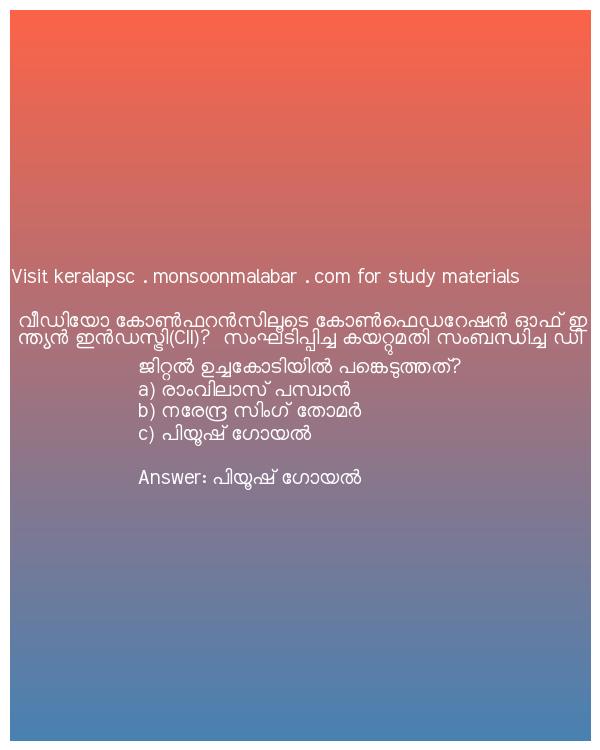 Visit keralapsc . monsoonmalabar . com for study materials
വീഡിയോ കോൺഫറൻസിലൂടെ കോൺഫെഡറേഷൻ ഓഫ് ഇ
ന്ത്യൻ ഇൻഡസ്ട്രി(CII)? സംഘടിപ്പിച്ച കയറ്റുമതി സംബന്ധിച്ച ഡി
ജിറ്റൽ ഉച്ചകോടിയിൽ പങ്കെടുത്തത്?
a) രാംവിലാസ് പസ്വാൻ
b) നരേന്ദ്ര സിംഗ് തോമർ
c) പിയൂഷ് ഗോയൽ
Answer: പിയൂഷ് ഗോയൽ